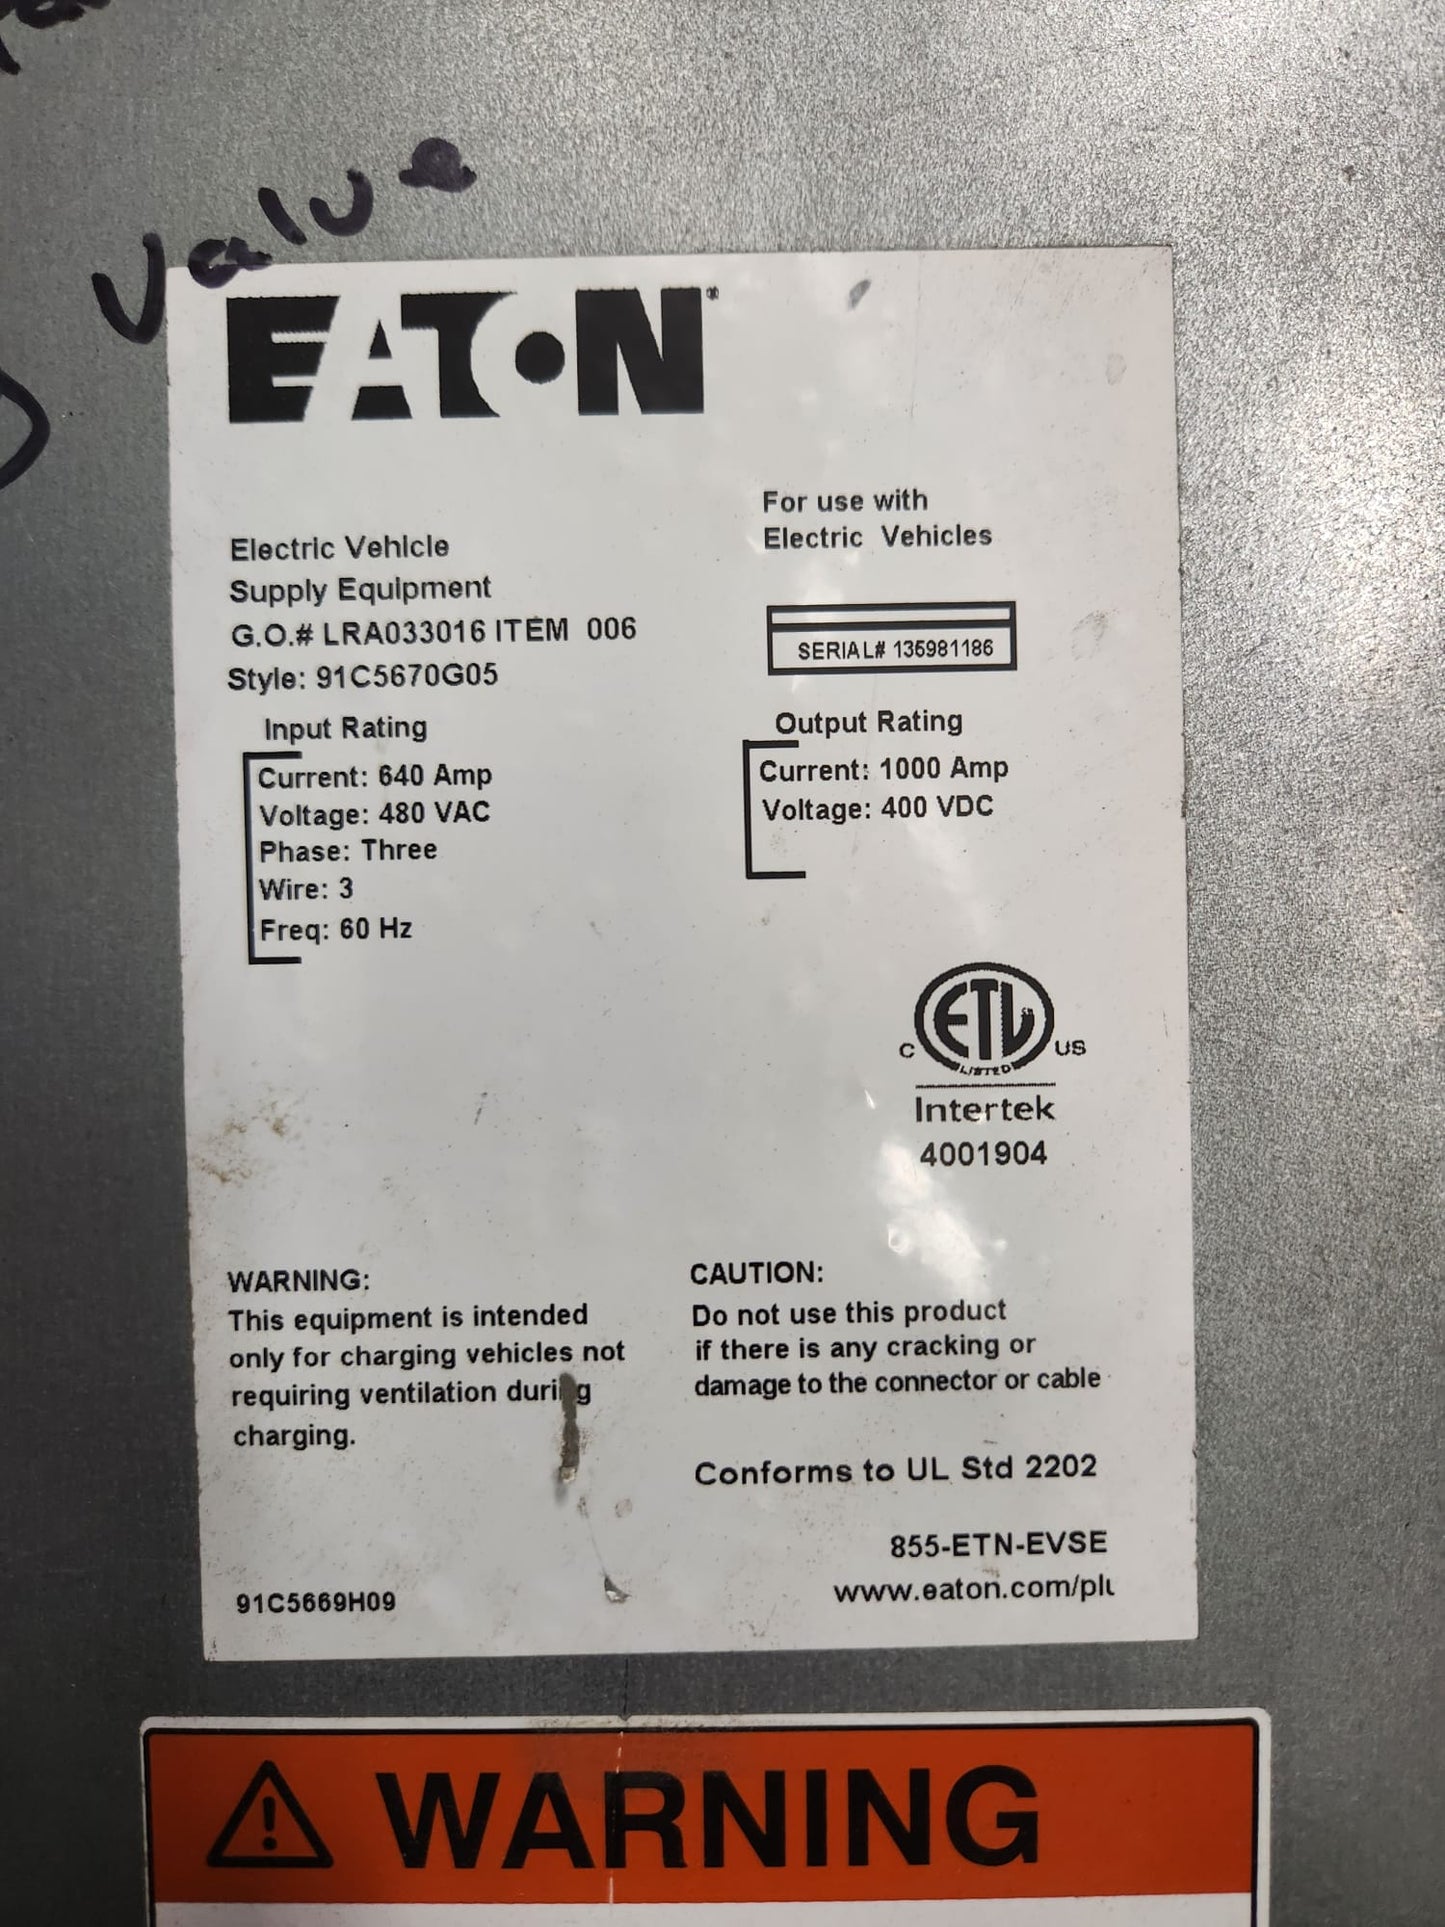 value
EATON®
For use with
Electric Vehicles
Electric Vehicle
Supply Equipment
G.O.# LRA033016 ITEM 006
Style: 91C5670G05
SERIAL# 135981186
Input Rating
Current: 640 Amp
Voltage: 480 VAC
Phase: Three
Wire: 3
Freq: 60 Hz
Output Rating
Current: 1000 Amp
Voltage: 400 VDC
ETL
C US
LISTED
Intertek
4001904
WARNING:
This equipment is intended
only for charging vehicles not
requiring ventilation during
charging.
CAUTION:
Do not use this product
if there is any cracking or
damage to the connector or cable
Conforms to UL Std 2202
855-ETN-EVSE
www.eaton.com/plu
91C5669H09
WARNING